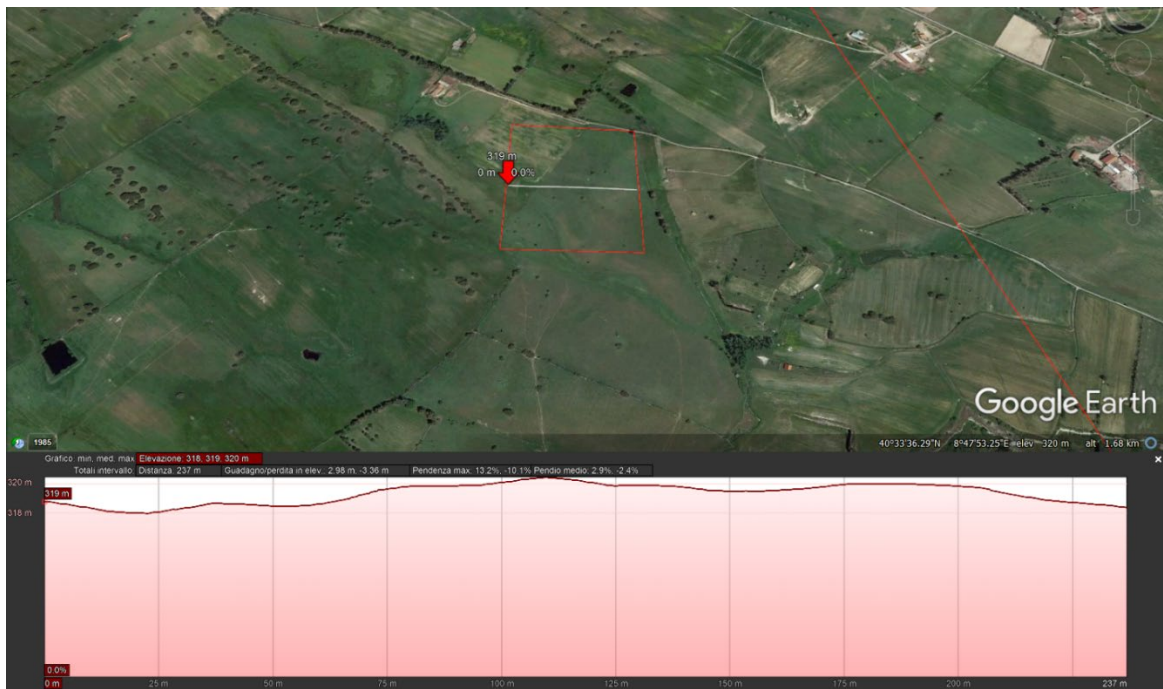 319 m
0 m 0.0%
Google Earth
1985
40°33'36.29"N 8°47'53.25"E elev 320 m alt 1.68 km
Grafico: min, med, max Elevazione: 318, 319, 320 m
Totali intervallo: Distanza: 237 m Guadagno/perdita in elev.: 2.98 m, -3.36 m Pendenza max: 13.2%, -10.1% Pendio medio: 2.9%, -2.4%
320 m
319 m
318 m
0.0%
0 m 25 m 50 m 75 m 100 m 125 m 150 m 175 m 200 m 237 m